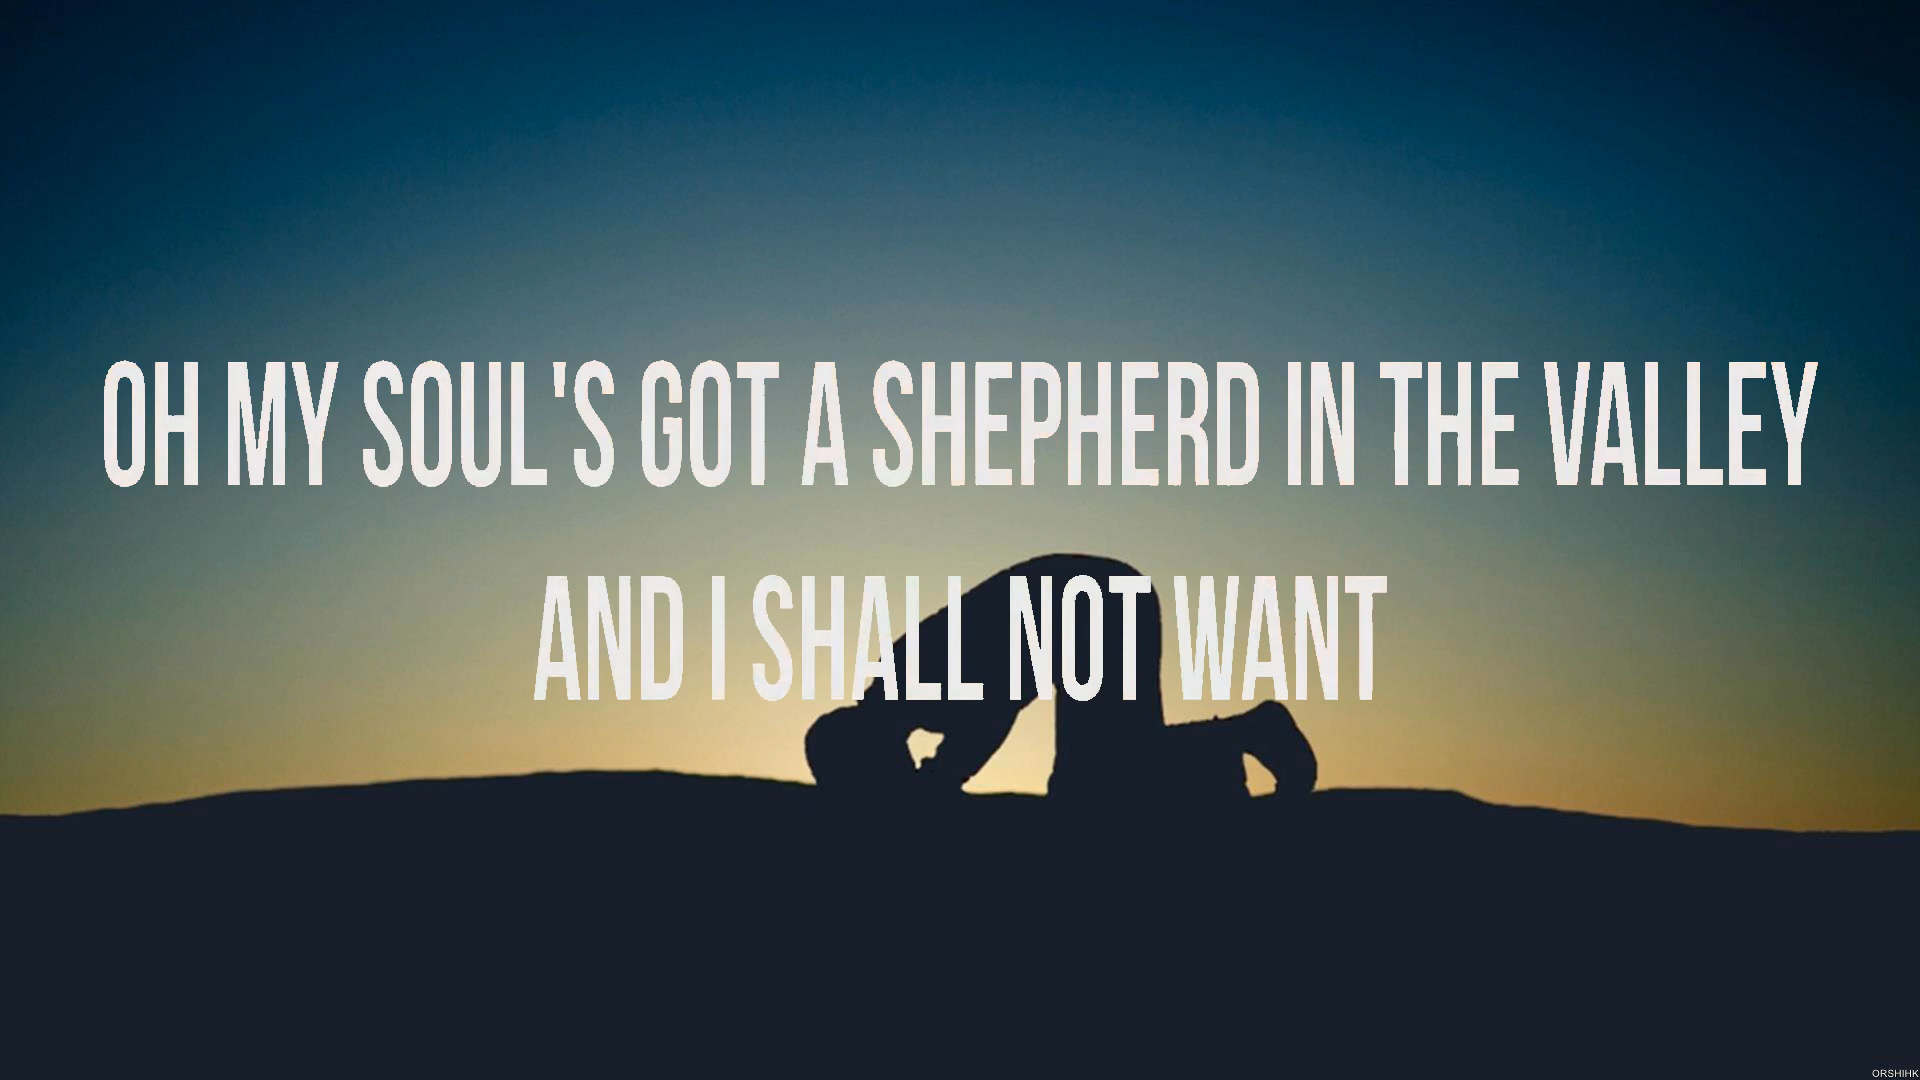 OH MY SOUL'S GOT A SHEPHERD IN THE VALLEY
AND I SHALL NOT WANT
ORSHIHK